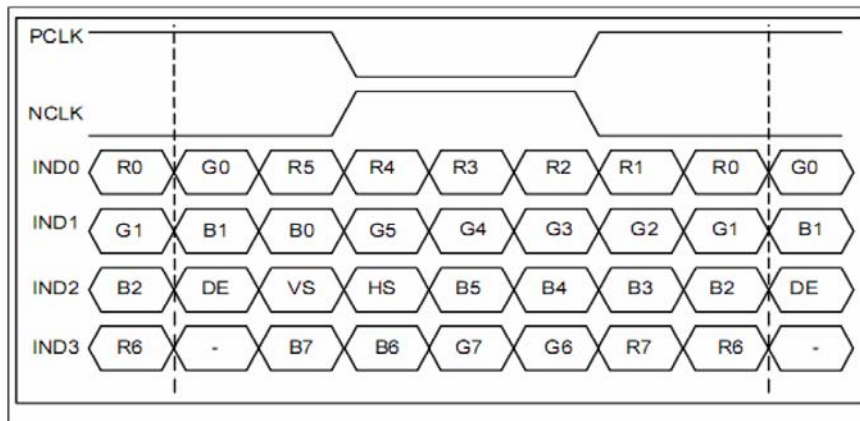 PCLK
NCLK
IND0 R0 G0 R5 R4 R3 R2 R1 R0 G0
IND1 G1 B1 B0 G5 G4 G3 G2 G1 B1
IND2 B2 DE VS HS B5 B4 B3 B2 DE
IND3 R6 - B7 B6 G7 G6 R7 R6 -